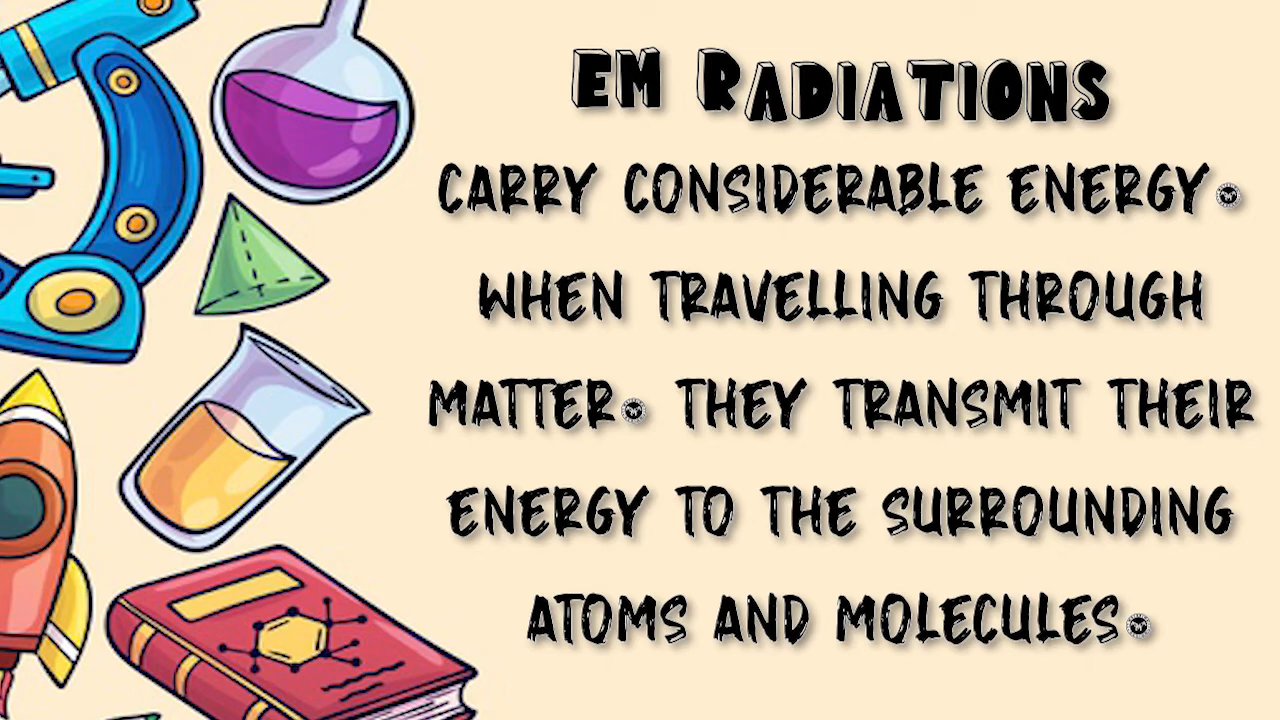 EM RADIATIONS
CARRY CONSIDERABLE ENERGY.
WHEN TRAVELLING THROUGH
MATTER. THEY TRANSMIT THEIR
ENERGY TO THE SURROUNDING
ATOMS AND MOLECULES.